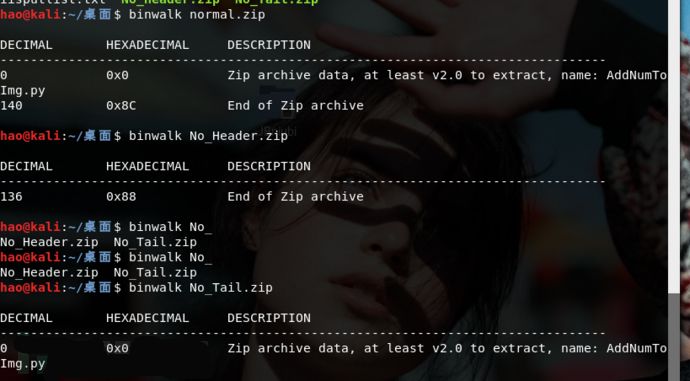 hao@kali:~/桌面$ binwalk normal.zip
DECIMAL       HEXADECIMAL     DESCRIPTION
--------------------------------------------------------------------------------
0             0x0             Zip archive data, at least v2.0 to extract, name: AddNumTo
Img.py
140           0x8C            End of Zip archive
hao@kali:~/桌面$ binwalk No_Header.zip
DECIMAL       HEXADECIMAL     DESCRIPTION
--------------------------------------------------------------------------------
136           0x88            End of Zip archive
hao@kali:~/桌面$ binwalk No_
No_Header.zip  No_Tail.zip
hao@kali:~/桌面$ binwalk No_
No_Header.zip  No_Tail.zip
hao@kali:~/桌面$ binwalk No_Tail.zip
DECIMAL       HEXADECIMAL     DESCRIPTION
--------------------------------------------------------------------------------
0             0x0             Zip archive data, at least v2.0 to extract, name: AddNumTo
Img.py